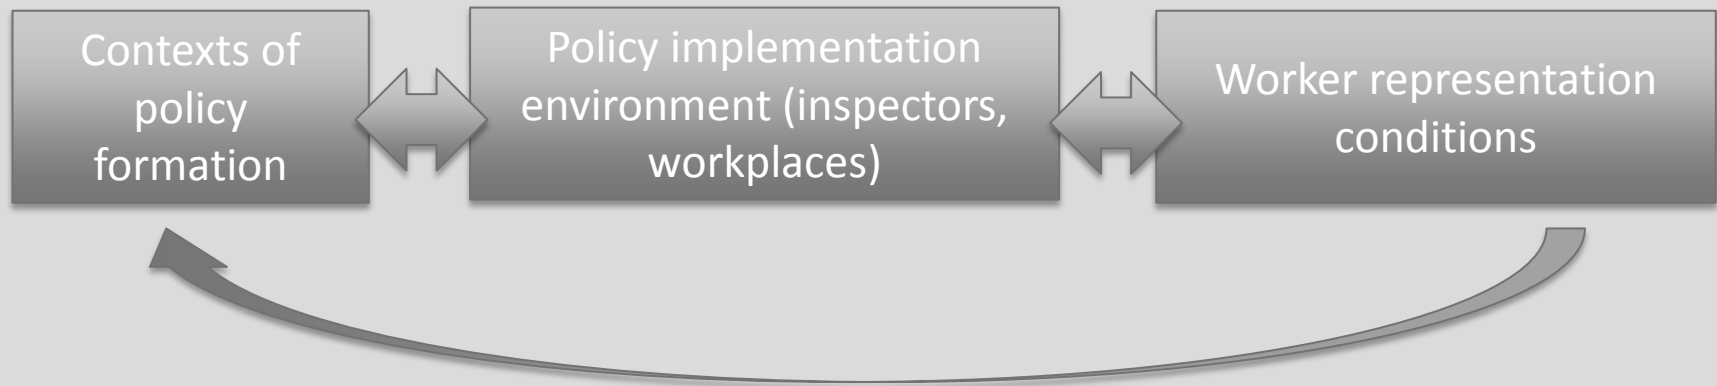 Contexts of
policy
formation
Policy implementation
environment (inspectors,
workplaces)
Worker representation
conditions